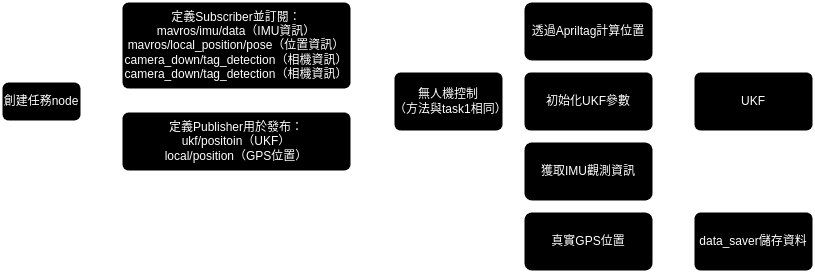 創建任務node
定義Subscriber並訂閱：
mavros/imu/data（IMU資訊）
mavros/local_position/pose（位置資訊）
camera_down/tag_detection（相機資訊）
camera_down/tag_detection（相機資訊）
定義Publisher用於發布：
ukf/positoin（UKF）
local/position（GPS位置）
無人機控制
（方法與task1相同）
透過Apriltag計算位置
初始化UKF參數
獲取IMU觀測資訊
真實GPS位置
UKF
data_saver儲存資料